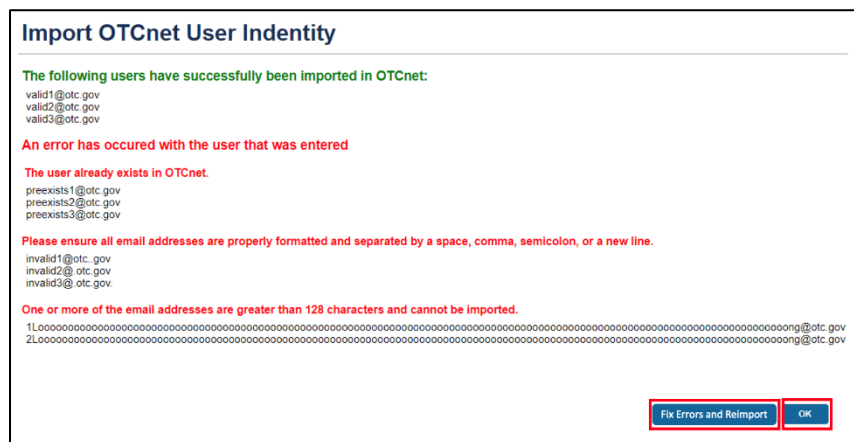 Import OTCnet User Indentity
The following users have successfully been imported in OTCnet:
valid1@otc.gov
valid2@otc.gov
valid3@otc.gov
An error has occured with the user that was entered
The user already exists in OTCnet.
preexists1@otc.gov
preexists2@otc.gov
preexists3@otc.gov
Please ensure all email addresses are properly formatted and separated by a space, comma, semicolon, or a new line.
invalid1@otc..gov
invalid2@.otc.gov
invalid3@.otc.gov.
One or more of the email addresses are greater than 128 characters and cannot be imported.
Fix Errors and Reimport OK